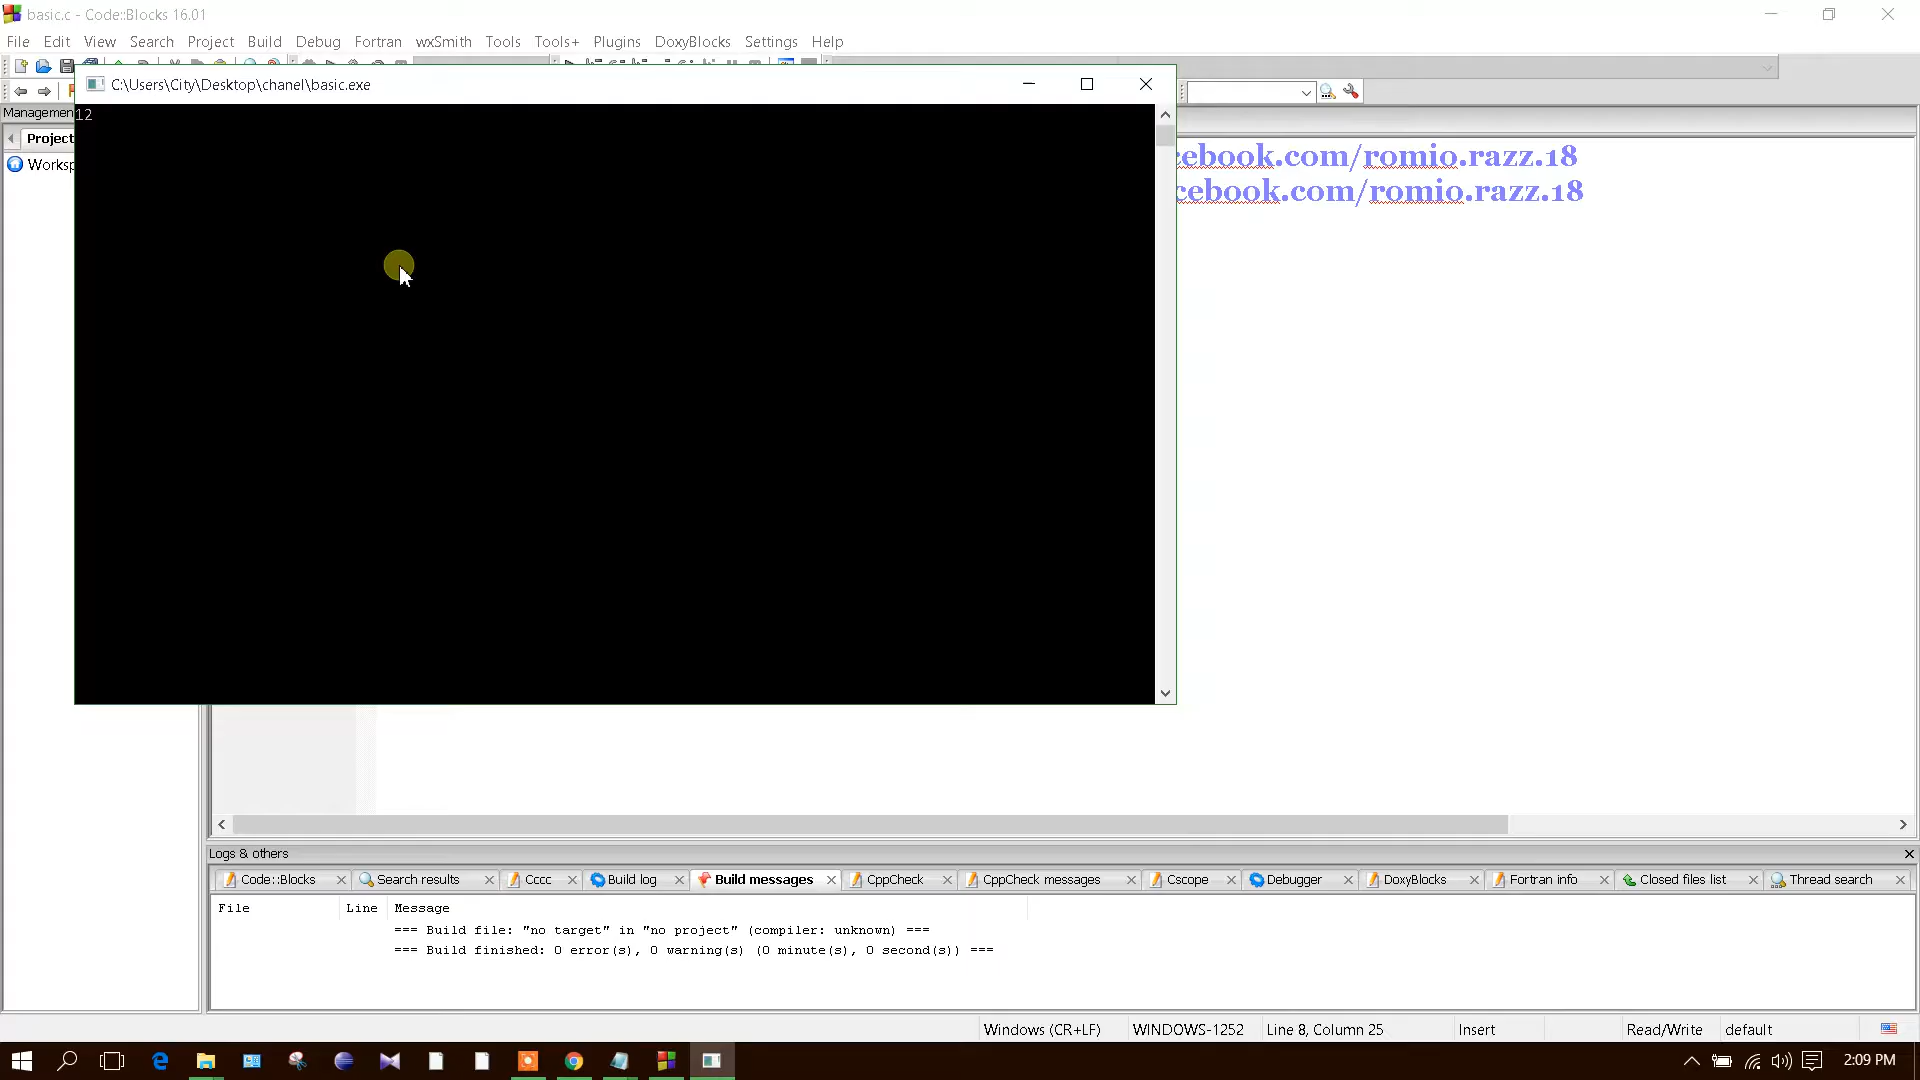 basic.c - Code::Blocks 16.01
File Edit View Search Project Build Debug Fortran wxSmith Tools Tools+ Plugins DoxyBlocks Settings Help
C:\Users\City\Desktop\chanel\basic.exe
Managemen
12
Project
Worksp
cebook.com/romio.razz.18
cebook.com/romio.razz.18
Logs & others
Code::Blocks Search results Cccc Build log Build messages CppCheck CppCheck messages Cscope Debugger DoxyBlocks Fortran info Closed files list Thread search
File Line Message
=== Build file: "no target" in "no project" (compiler: unknown) ===
=== Build finished: 0 error(s), 0 warning(s) (0 minute(s), 0 second(s)) ===
Windows (CR+LF) WINDOWS-1252 Line 8, Column 25 Insert Read/Write default
2:09 PM